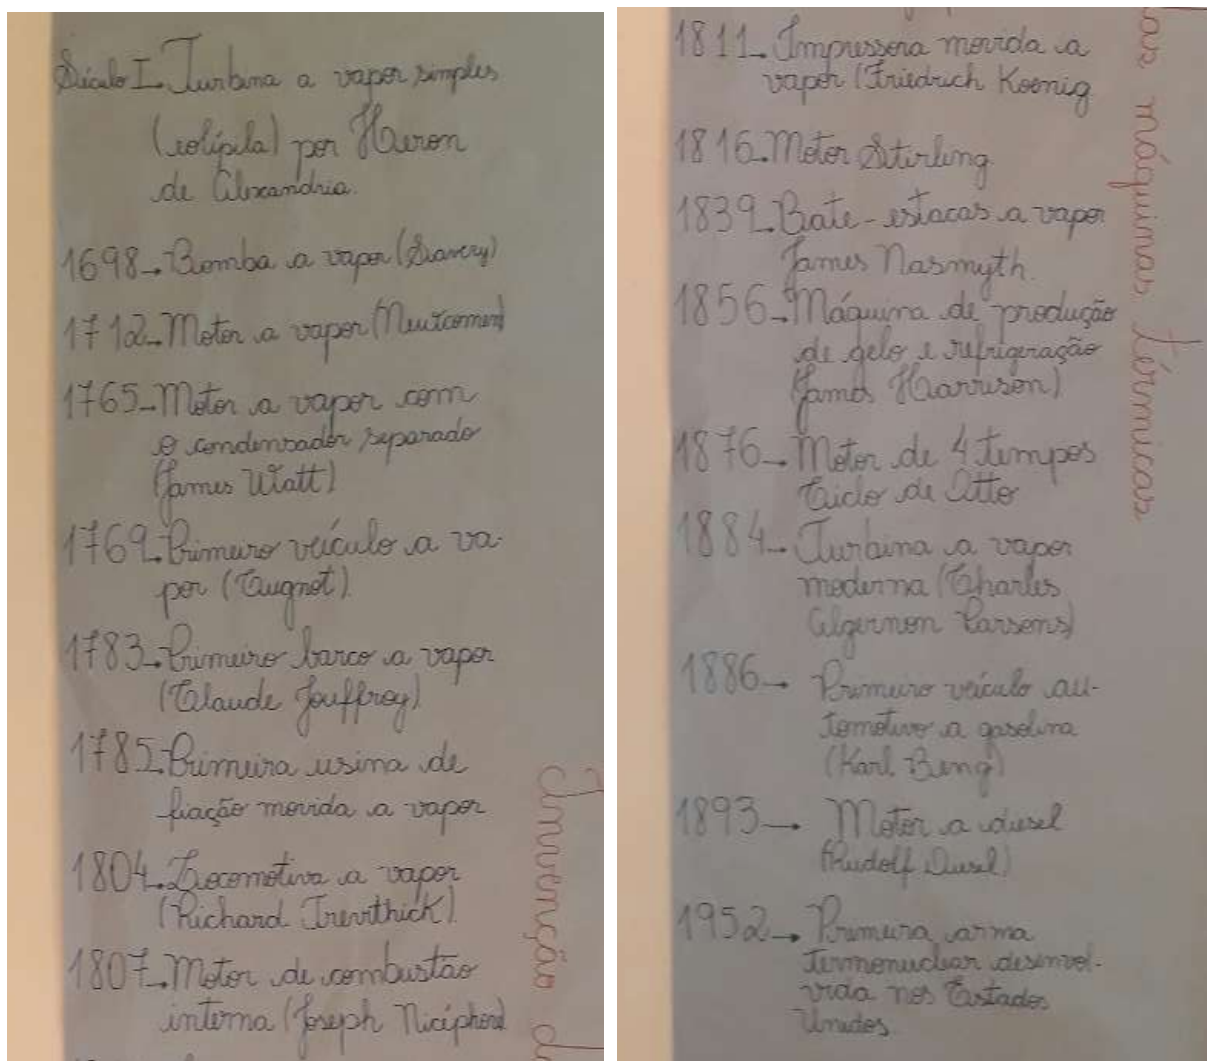 Século I → Turbina a vapor simples
(eolípila) por Heron
de Alexandria.
1698 → Bomba a vapor (Savery)
1712 → Motor a vapor (Newcomen)
1765 → Motor a vapor com
o condensador separado
(James Watt)
1769 → Primeiro veículo a va-
por (Cugnot).
1783 → Primeiro barco a vapor
(Claude Jouffroy)
1785 → Primeira usina de
fiação movida a vapor
1804 → Locomotiva a vapor
(Richard Trevithick).
1807 → Motor de combustão
interna (Joseph Nicéphore)
Invenção d
1811 → Impressora movida a
vapor (Friedrich Koenig
1816 → Motor Stirling
1839 → Bate-estacas a vapor
James Nasmyth.
1856 → Máquina de produção
de gelo e refrigeração
(James Harrison)
1876 → Motor de 4 tempos
Ciclo de Otto
1884 → Turbina a vapor
moderna (Charles
Algernon Parsons)
1886 → Primeiro veículo au-
tomotivo a gasolina
(Karl Beng)
1893 → Motor a diesel
(Rudolf Diesel)
1952 → Primeira arma
termonuclear desenvol-
vida nos Estados
Unidos.
das máquinas térmicas